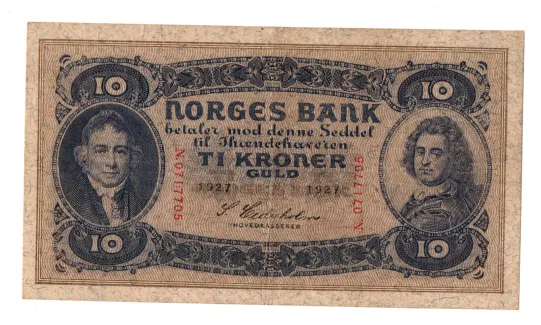 10 10
NORGES BANK
betaler mod denne Seddel
til Ihændehaveren
TI KRONER
GULD
N.0717705
N.0717705
1927 1927
HOVEDKASSERER
10 10